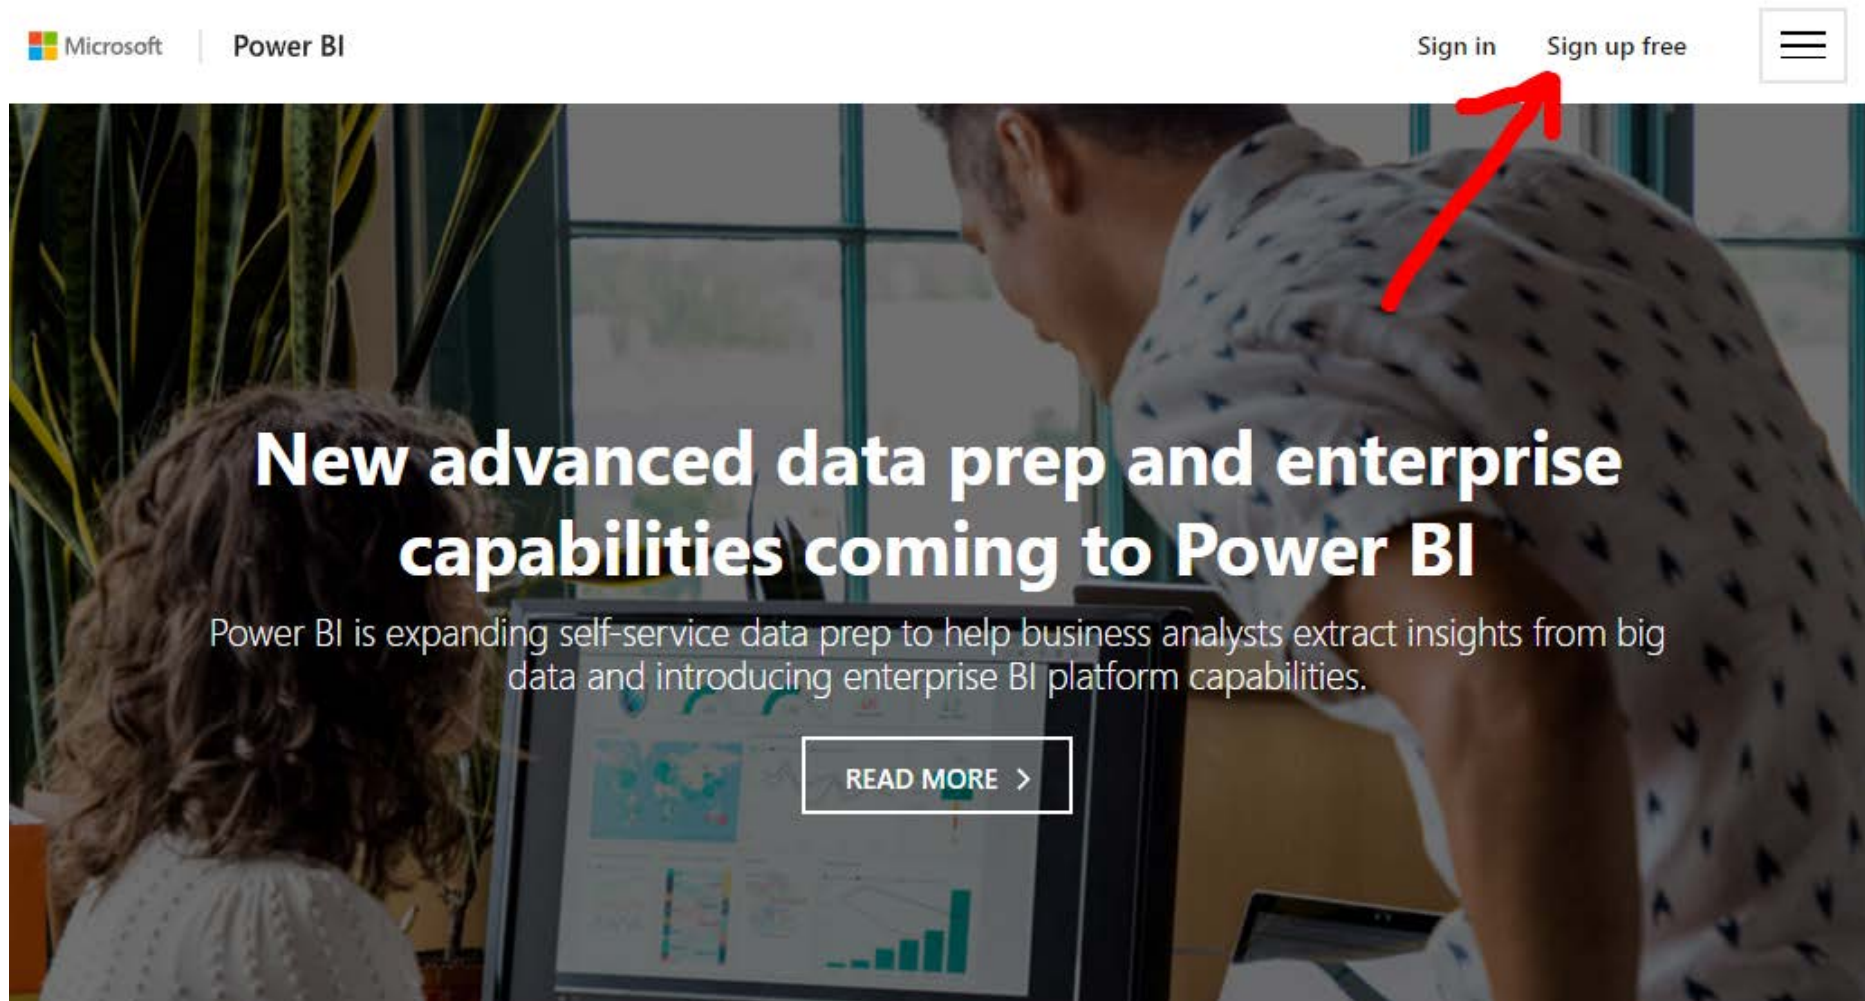 Microsoft Power BI Sign in Sign up free
New advanced data prep and enterprise
capabilities coming to Power BI
Power BI is expanding self-service data prep to help business analysts extract insights from big
data and introducing enterprise BI platform capabilities.
READ MORE >